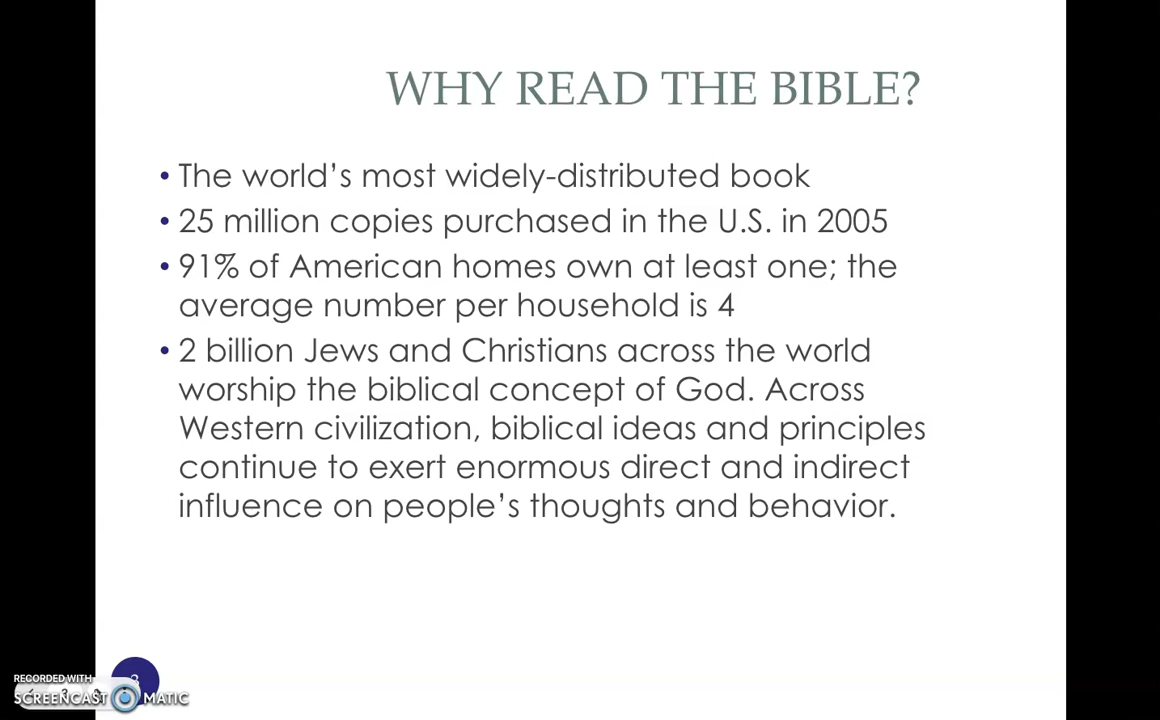 WHY READ THE BIBLE?
• The world’s most widely-distributed book
• 25 million copies purchased in the U.S. in 2005
• 91% of American homes own at least one; the
average number per household is 4
• 2 billion Jews and Christians across the world
worship the biblical concept of God. Across
Western civilization, biblical ideas and principles
continue to exert enormous direct and indirect
influence on people’s thoughts and behavior.
RECORDED WITH
SCREENCAST MATIC